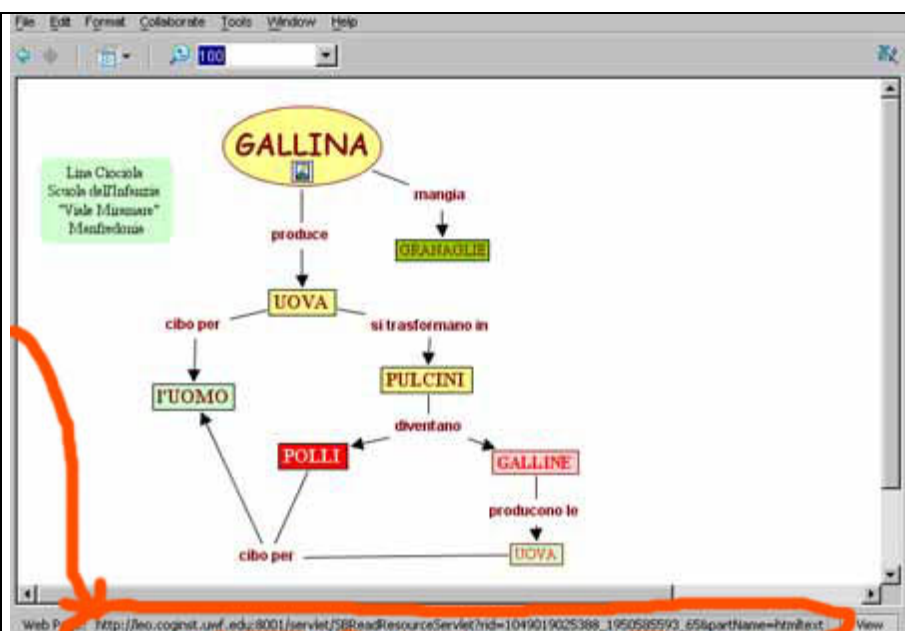 File Edit Format Collaborate Tools Window Help
100
GALLINA
Lina Ciociola
Scuola dell'Infanzia
"Viale Miramare"
Manfredonia
mangia
produce
GRANAGLIE
UOVA
cibo per
si trasformano in
l'UOMO
PULCINI
diventano
POLLI
GALLINE
producono le
cibo per
UOVA
Web P http://leo.coginst.uwf.edu:8001/servlet/SBReadResourceServlet?rid=1049019025388_1950585593_65&partName=htmltext View